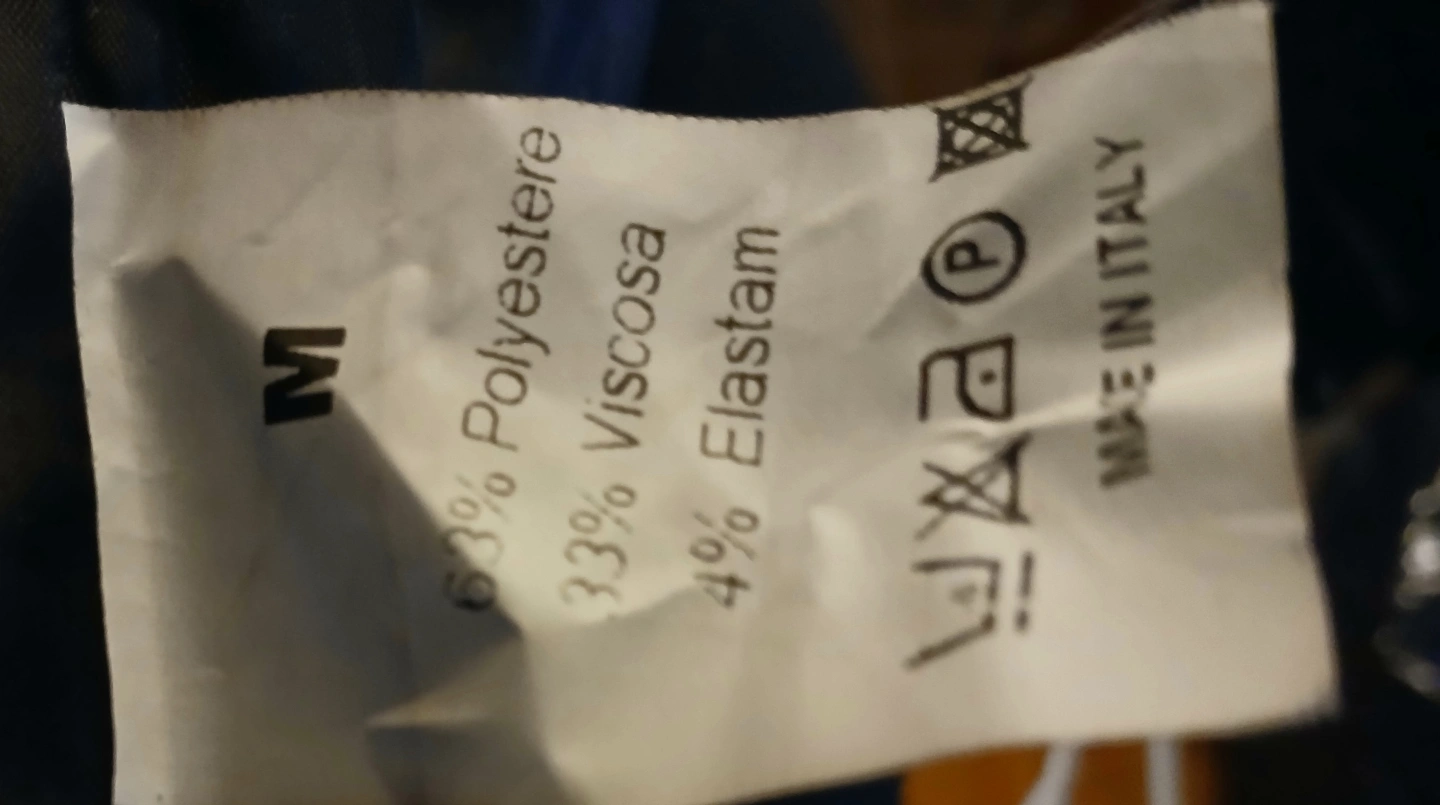 M
63% Polyestere
33% Viscosa
4% Elastam
P
MADE IN ITALY